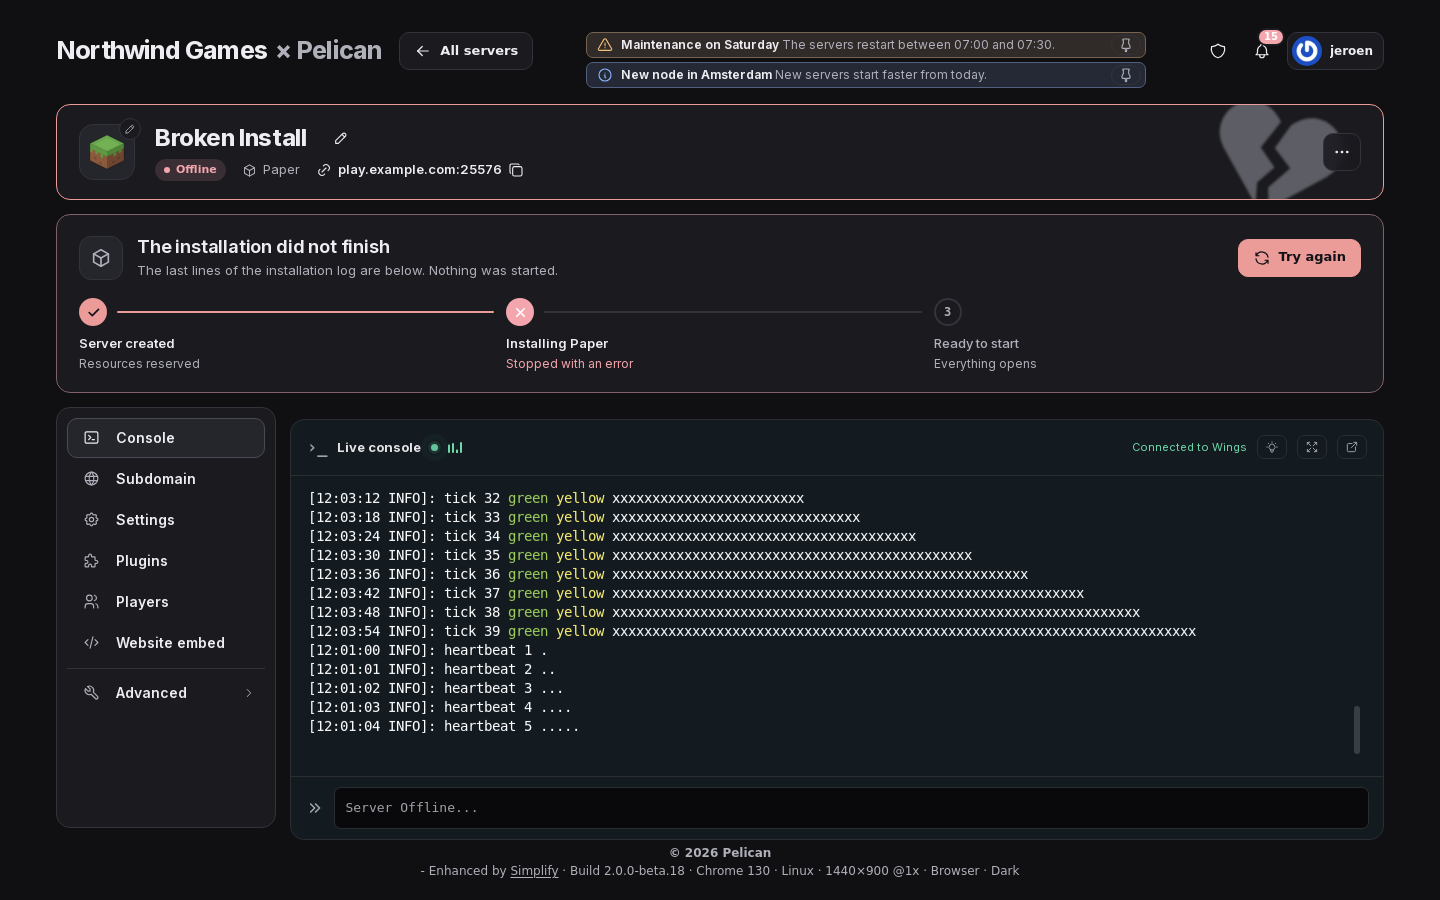 Northwind Games × Pelican
All servers
Maintenance on Saturday The servers restart between 07:00 and 07:30.
New node in Amsterdam New servers start faster from today.
15
jeroen
Broken Install
Offline
Paper
play.example.com:25576
The installation did not finish
The last lines of the installation log are below. Nothing was started.
Try again
3
Server created
Installing Paper
Ready to start
Resources reserved
Stopped with an error
Everything opens
Console
Subdomain
Settings
Plugins
Players
Website embed
Advanced
Live console
Connected to Wings
[12:03:12 INFO]: tick 32 green yellow xxxxxxxxxxxxxxxxxxxxxxxx
[12:03:18 INFO]: tick 33 green yellow xxxxxxxxxxxxxxxxxxxxxxxxxxxxxxx
[12:03:24 INFO]: tick 34 green yellow xxxxxxxxxxxxxxxxxxxxxxxxxxxxxxxxxxxxxx
[12:03:30 INFO]: tick 35 green yellow xxxxxxxxxxxxxxxxxxxxxxxxxxxxxxxxxxxxxxxxxxxxx
[12:03:36 INFO]: tick 36 green yellow xxxxxxxxxxxxxxxxxxxxxxxxxxxxxxxxxxxxxxxxxxxxxxxxxxxx
[12:03:42 INFO]: tick 37 green yellow xxxxxxxxxxxxxxxxxxxxxxxxxxxxxxxxxxxxxxxxxxxxxxxxxxxxxxxxxxx
[12:03:48 INFO]: tick 38 green yellow xxxxxxxxxxxxxxxxxxxxxxxxxxxxxxxxxxxxxxxxxxxxxxxxxxxxxxxxxxxxxxxxxx
[12:03:54 INFO]: tick 39 green yellow xxxxxxxxxxxxxxxxxxxxxxxxxxxxxxxxxxxxxxxxxxxxxxxxxxxxxxxxxxxxxxxxxxxxxxxxx
[12:01:00 INFO]: heartbeat 1 .
[12:01:01 INFO]: heartbeat 2 ..
[12:01:02 INFO]: heartbeat 3 ...
[12:01:03 INFO]: heartbeat 4 ....
[12:01:04 INFO]: heartbeat 5 .....
Server Offline...
© 2026 Pelican
- Enhanced by Simplify · Build 2.0.0-beta.18 · Chrome 130 · Linux · 1440×900 @1x · Browser · Dark